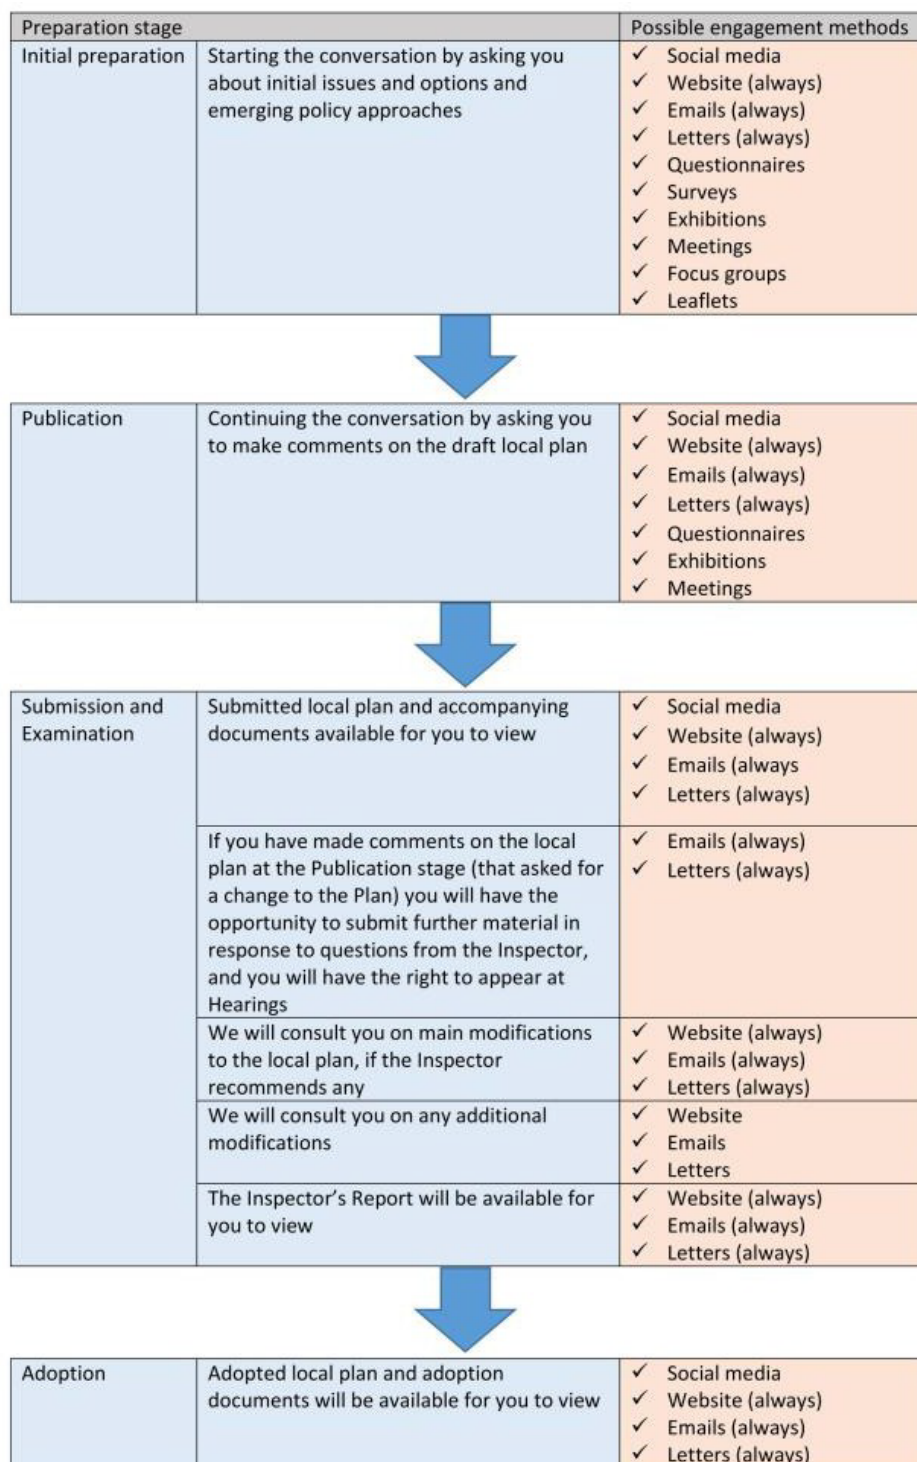 Preparation stage
Possible engagement methods
Initial preparation
Starting the conversation by asking you
about initial issues and options and
emerging policy approaches
✓ Social media
✓ Website (always)
✓ Emails (always)
✓ Letters (always)
✓ Questionnaires
✓ Surveys
✓ Exhibitions
✓ Meetings
✓ Focus groups
✓ Leaflets
Publication
Continuing the conversation by asking you
to make comments on the draft local plan
✓ Social media
✓ Website (always)
✓ Emails (always)
✓ Letters (always)
✓ Questionnaires
✓ Exhibitions
✓ Meetings
Submission and
Examination
Submitted local plan and accompanying
documents available for you to view
✓ Social media
✓ Website (always)
✓ Emails (always
✓ Letters (always)
If you have made comments on the local
plan at the Publication stage (that asked for
a change to the Plan) you will have the
opportunity to submit further material in
response to questions from the Inspector,
and you will have the right to appear at
Hearings
✓ Emails (always)
✓ Letters (always)
We will consult you on main modifications
to the local plan, if the Inspector
recommends any
✓ Website (always)
✓ Emails (always)
✓ Letters (always)
We will consult you on any additional
modifications
✓ Website
✓ Emails
✓ Letters
The Inspector's Report will be available for
you to view
✓ Website (always)
✓ Emails (always)
✓ Letters (always)
Adoption
Adopted local plan and adoption
documents will be available for you to view
✓ Social media
✓ Website (always)
✓ Emails (always)
✓ Letters (always)